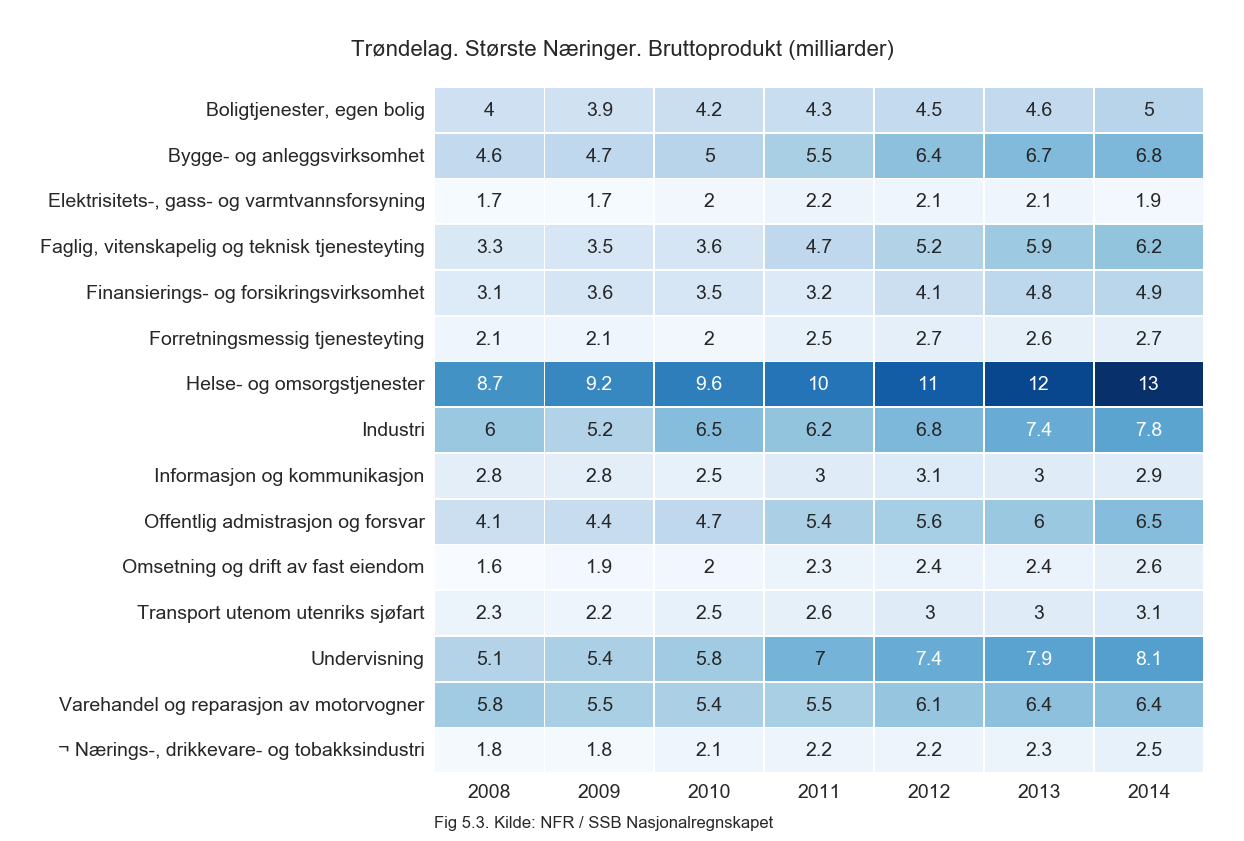 Trøndelag. Største Næringer. Bruttoprodukt (milliarder)
Boligtjenester, egen bolig 4 3.9 4.2 4.3 4.5 4.6 5
Bygge- og anleggsvirksomhet 4.6 4.7 5 5.5 6.4 6.7 6.8
Elektrisitets-, gass- og varmtvannsforsyning 1.7 1.7 2 2.2 2.1 2.1 1.9
Faglig, vitenskapelig og teknisk tjenesteyting 3.3 3.5 3.6 4.7 5.2 5.9 6.2
Finansierings- og forsikringsvirksomhet 3.1 3.6 3.5 3.2 4.1 4.8 4.9
Forretningsmessig tjenesteyting 2.1 2.1 2 2.5 2.7 2.6 2.7
Helse- og omsorgstjenester 8.7 9.2 9.6 10 11 12 13
Industri 6 5.2 6.5 6.2 6.8 7.4 7.8
Informasjon og kommunikasjon 2.8 2.8 2.5 3 3.1 3 2.9
Offentlig admistrasjon og forsvar 4.1 4.4 4.7 5.4 5.6 6 6.5
Omsetning og drift av fast eiendom 1.6 1.9 2 2.3 2.4 2.4 2.6
Transport utenom utenriks sjøfart 2.3 2.2 2.5 2.6 3 3 3.1
Undervisning 5.1 5.4 5.8 7 7.4 7.9 8.1
Varehandel og reparasjon av motorvogner 5.8 5.5 5.4 5.5 6.1 6.4 6.4
¬ Nærings-, drikkevare- og tobakksindustri 1.8 1.8 2.1 2.2 2.2 2.3 2.5
2008 2009 2010 2011 2012 2013 2014
Fig 5.3. Kilde: NFR / SSB Nasjonalregnskapet